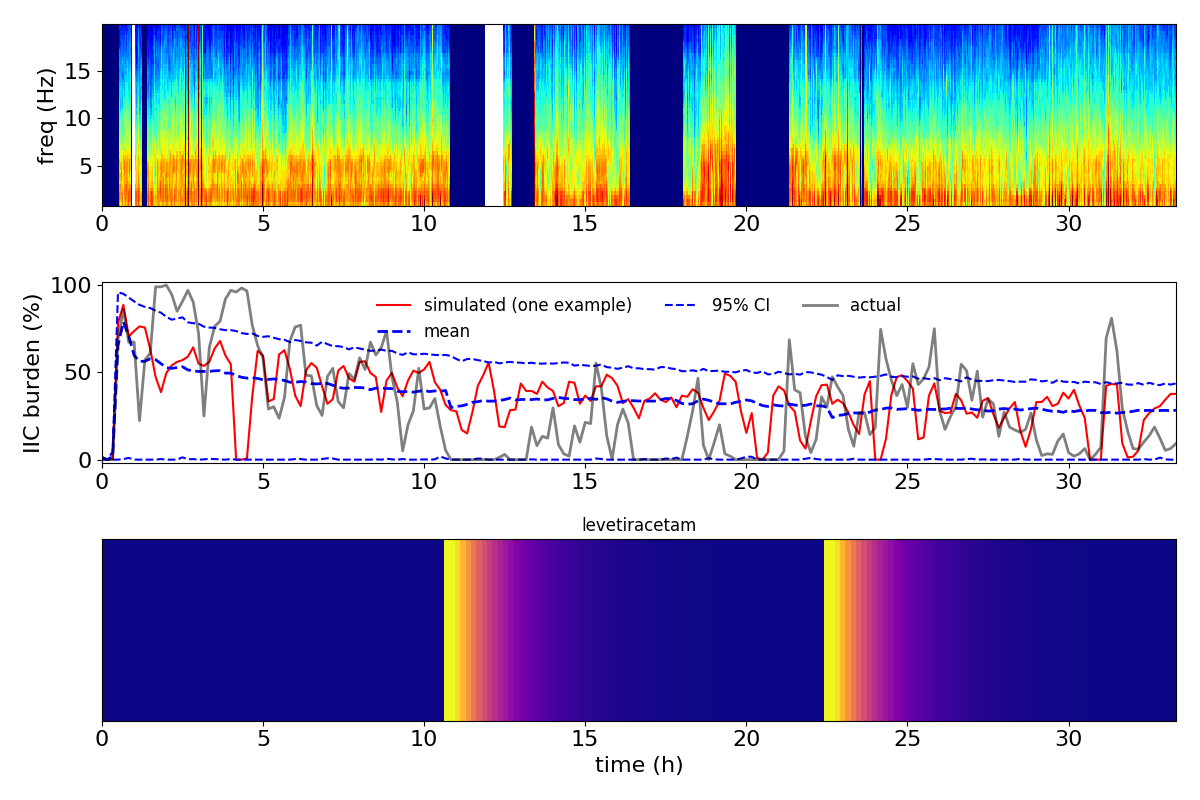 freq (Hz)
15
10
5
0 5 10 15 20 25 30
IIC burden (%)
100
50
0
simulated (one example) 95% CI actual
mean
0 5 10 15 20 25 30
levetiracetam
0 5 10 15 20 25 30
time (h)